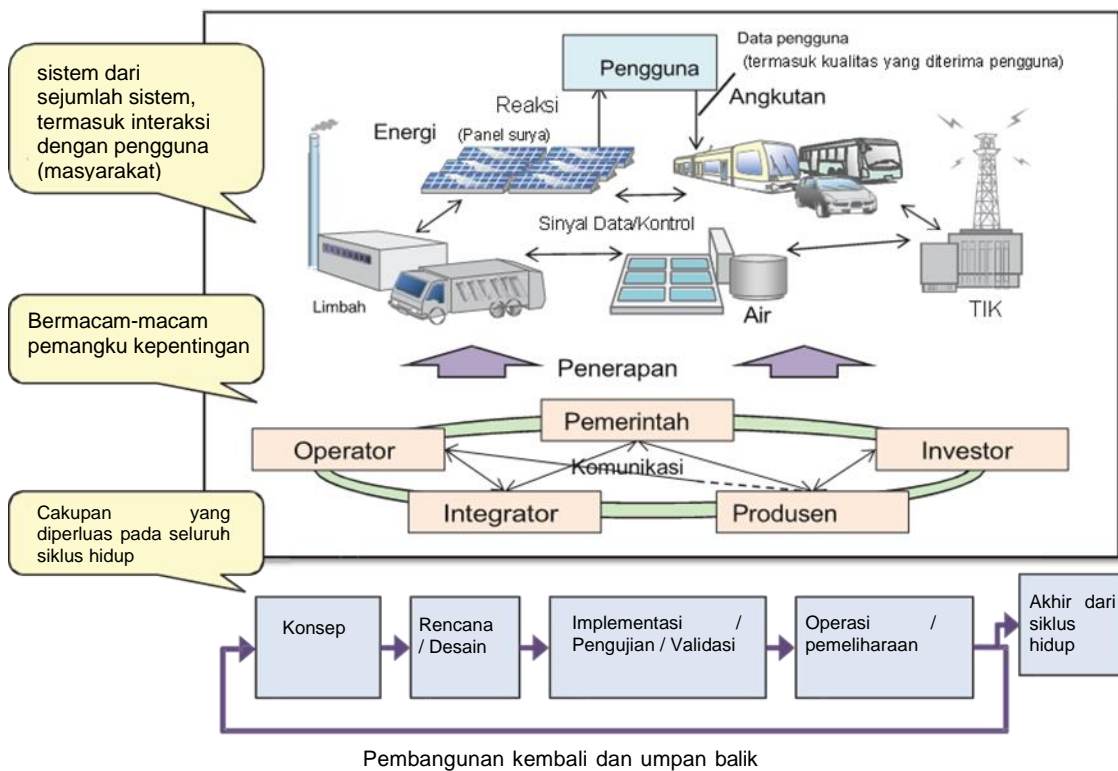 sistem dari
sejumlah sistem,
termasuk interaksi
dengan pengguna
(masyarakat)
Pengguna
Data pengguna
(termasuk kualitas yang diterima pengguna)
Reaksi
Angkutan
Energi
(Panel surya)
Sinyal Data/Kontrol
Limbah
Air
TIK
Bermacam-macam
pemangku kepentingan
Penerapan
Pemerintah
Operator
Investor
Komunikasi
Integrator
Produsen
Cakupan yang
diperluas pada seluruh
siklus hidup
Konsep
Rencana
/ Desain
Implementasi /
Pengujian / Validasi
Operasi /
pemeliharaan
Akhir dari
siklus
hidup
Pembangunan kembali dan umpan balik